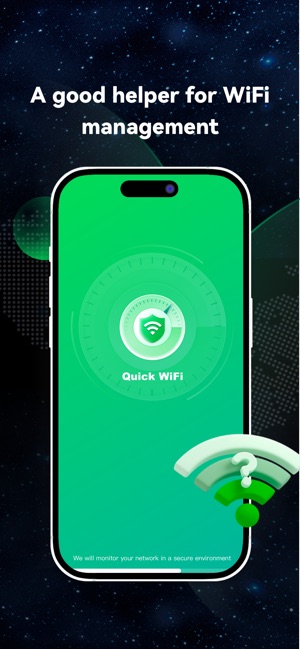 A good helper for WiFi
management
Quick WiFi
?
We will monitor your network in a secure environment